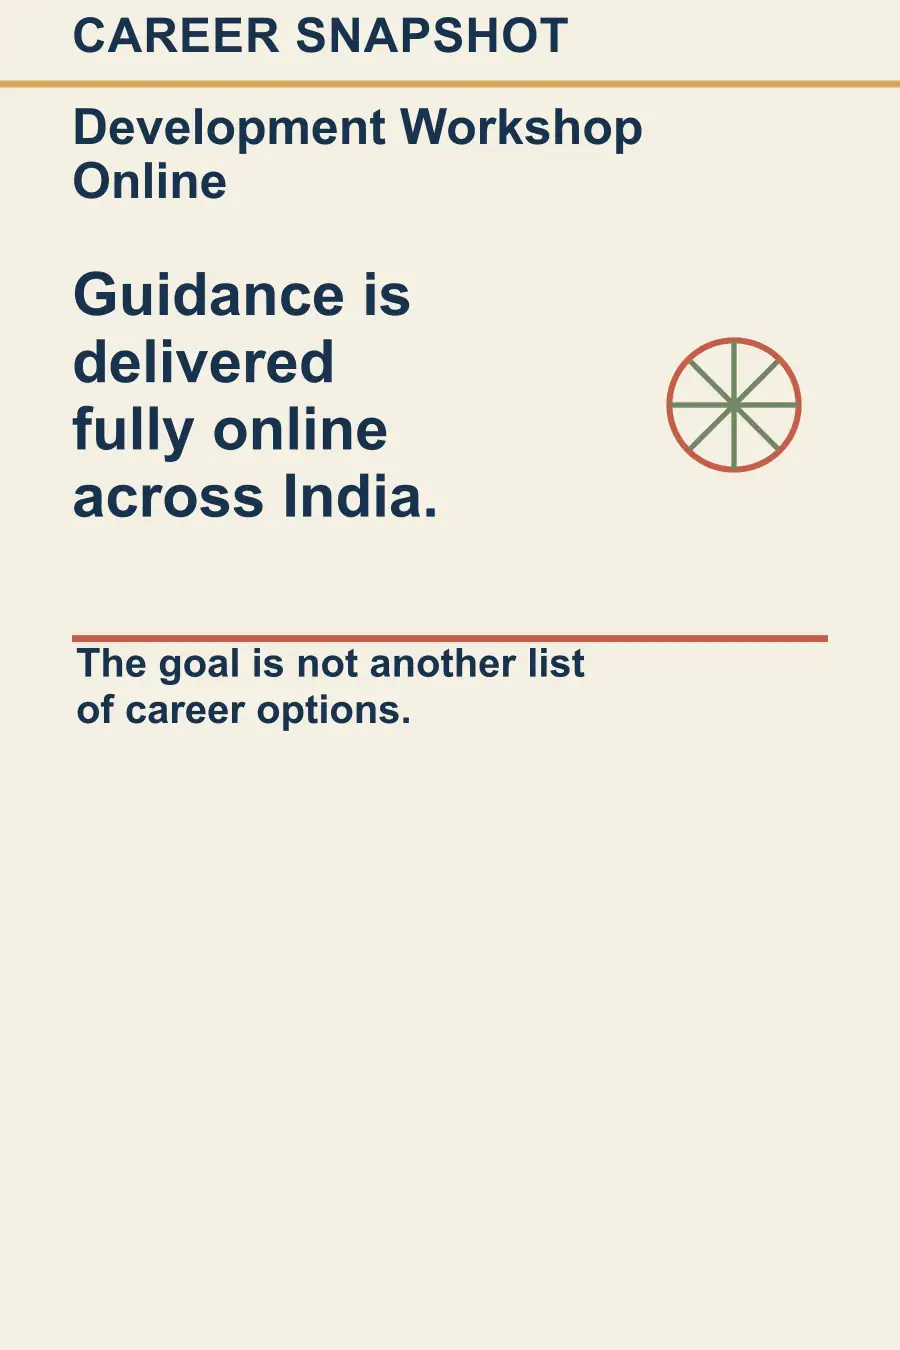 CAREER SNAPSHOT
Development Workshop
Online
Guidance is
delivered
fully online
across India.
The goal is not another list
of career options.